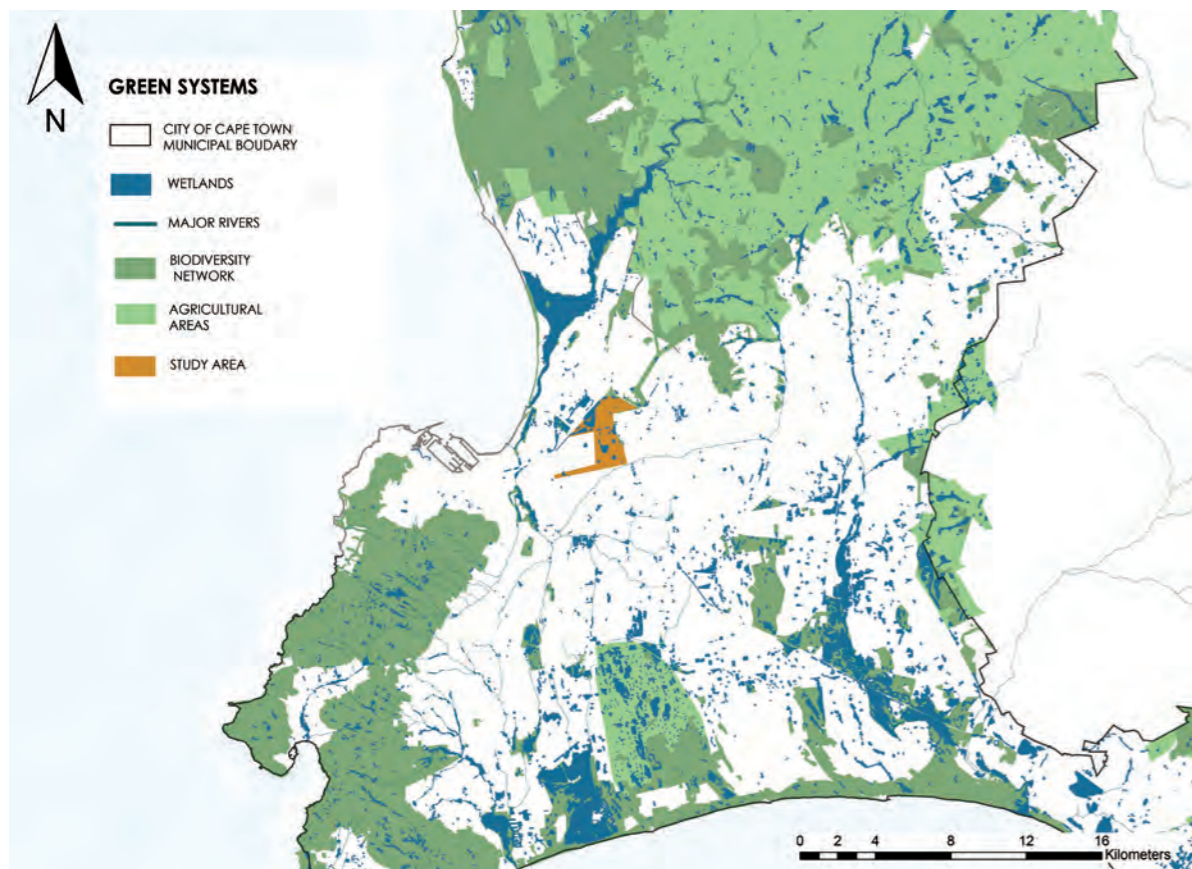 N
GREEN SYSTEMS
CITY OF CAPE TOWN
MUNICIPAL BOUDARY
WETLANDS
MAJOR RIVERS
BIODIVERSITY
NETWORK
AGRICULTURAL
AREAS
STUDY AREA
0 2 4 8 12 16
Kilometers